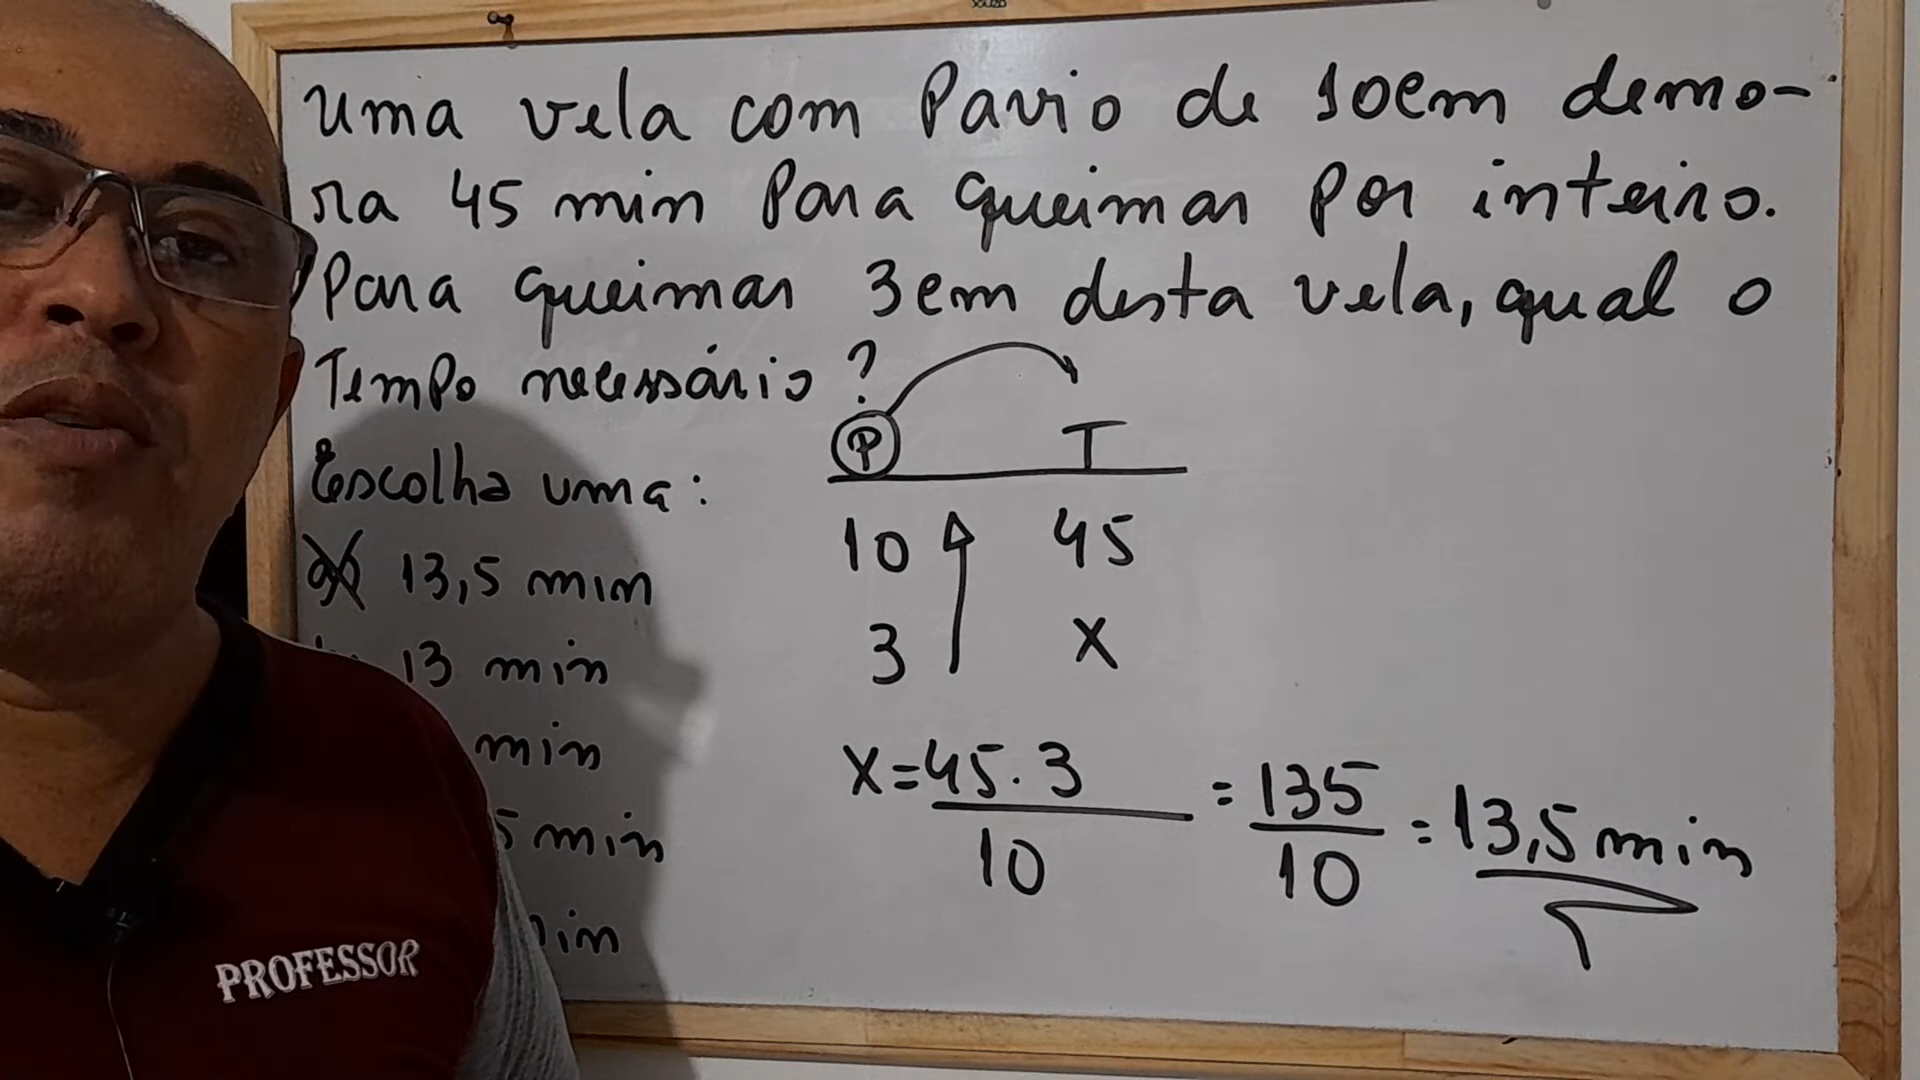 Uma vela com Pavio de 10cm demo-
ra 45 min Para queimar por inteiro.
Para queimar 3cm desta vela, qual o
Tempo necessário?
P T
Escolha uma:
10 45
a) 13,5 min
3 X
13 min
min
X = 45.3 / 10 = 135 / 10 = 13,5 min
5 min
min
PROFESSOR